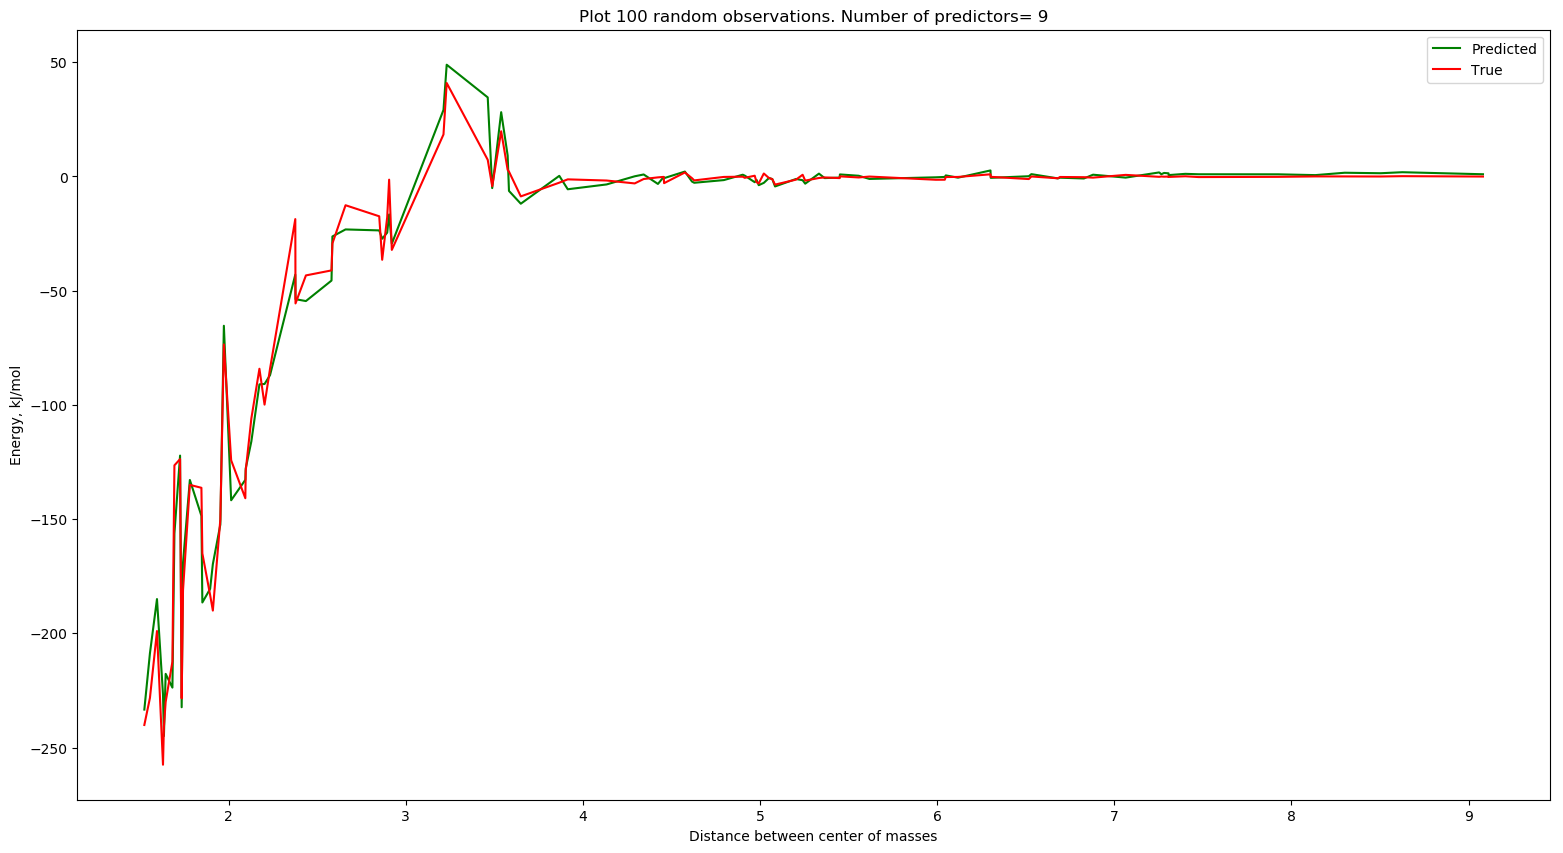 Plot 100 random observations. Number of predictors= 9
Predicted
True
50
0
−50
−100
−150
−200
−250
Energy, kJ/mol
2 3 4 5 6 7 8 9
Distance between center of masses